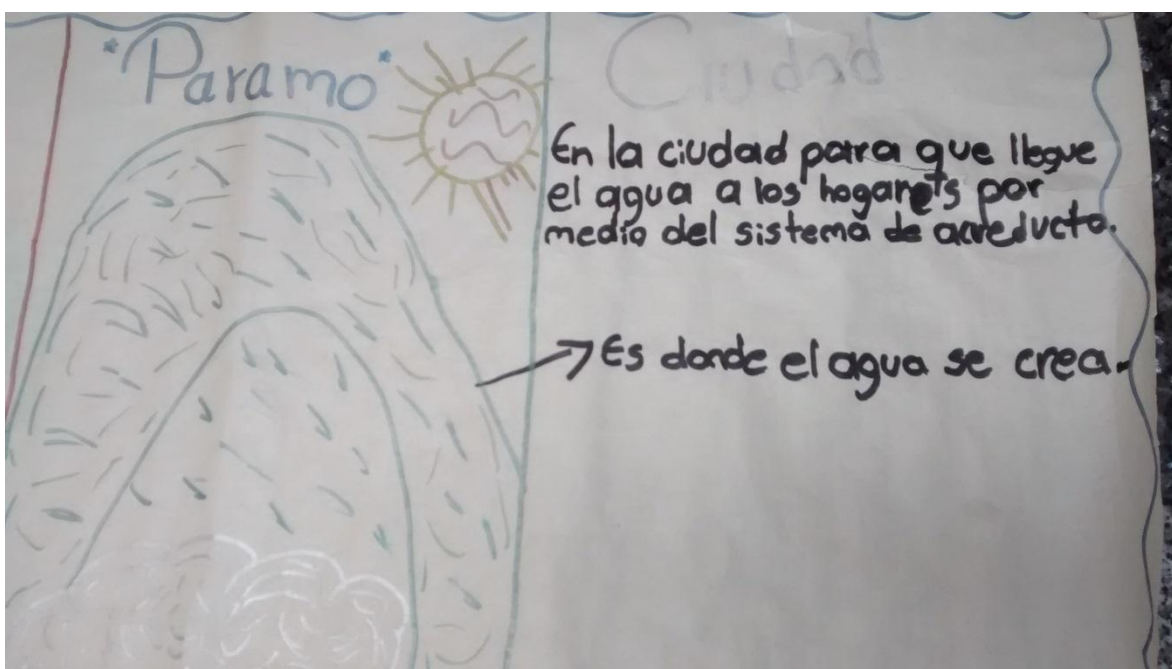 "Paramo"
Ciudad
En la ciudad para que llegue
el agua a los hogares por
medio del sistema de acueducto.
Es donde el agua se crea.